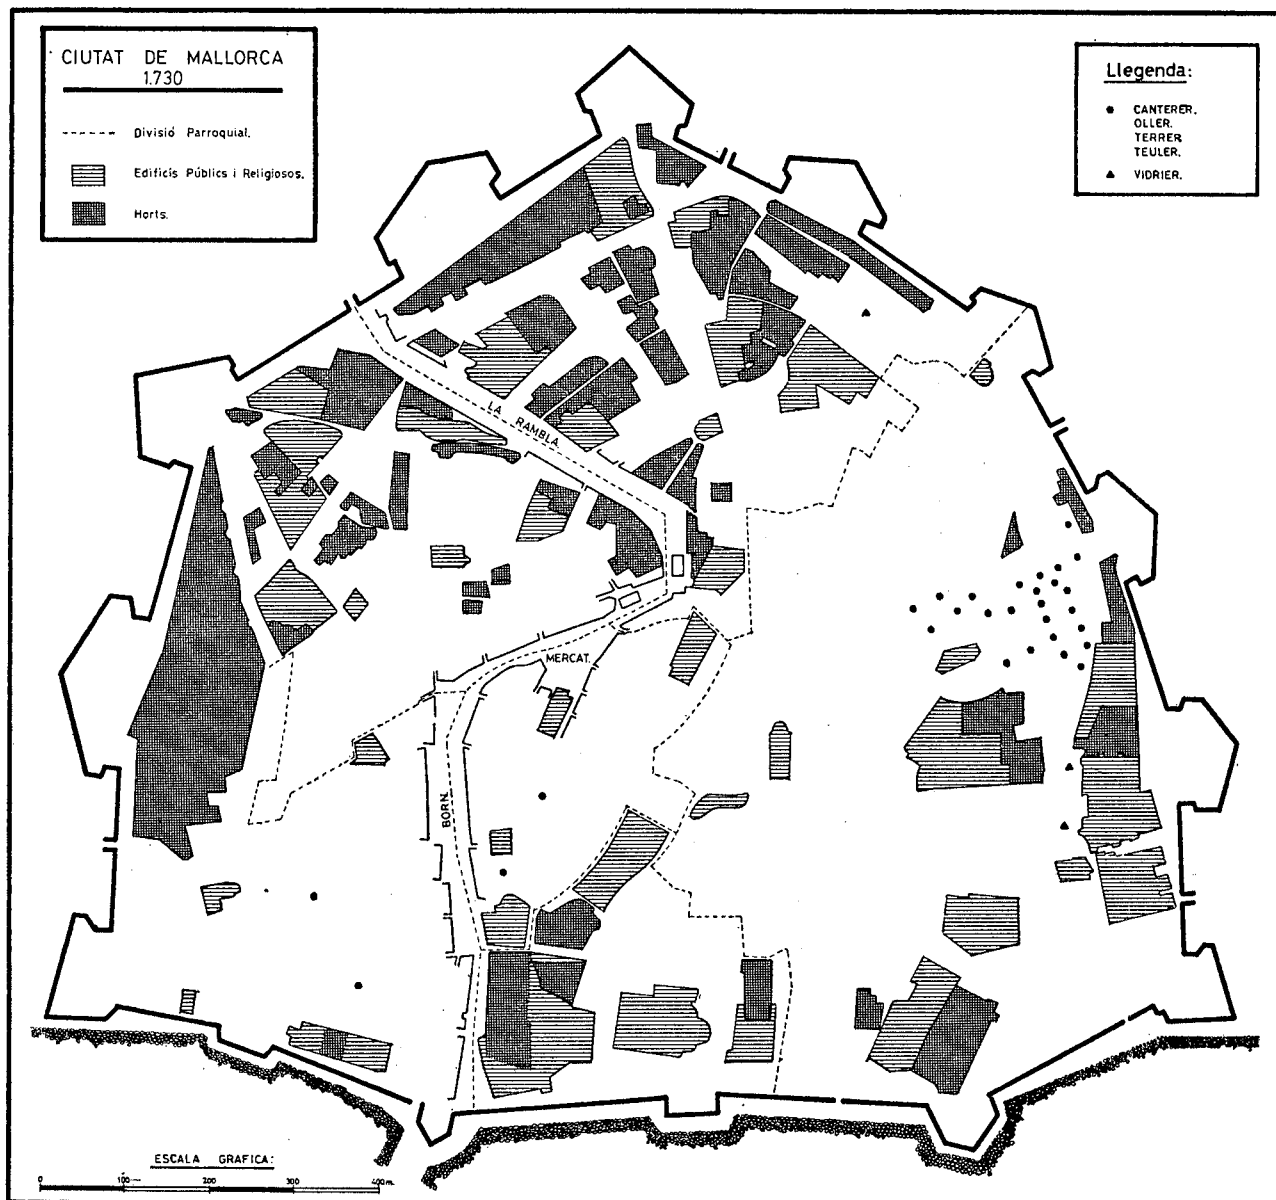 CIUTAT DE MALLORCA
1.730
Divisió Parroquial.
Edificis Públics i Religiosos.
Horts.
Llegenda:
CANTERER.
OLLER.
TERRER
TEULER.
VIDRIER.
LA RAMBLA.
MERCAT.
BORN.
ESCALA GRAFICA:
0 100 200 300 400 m.